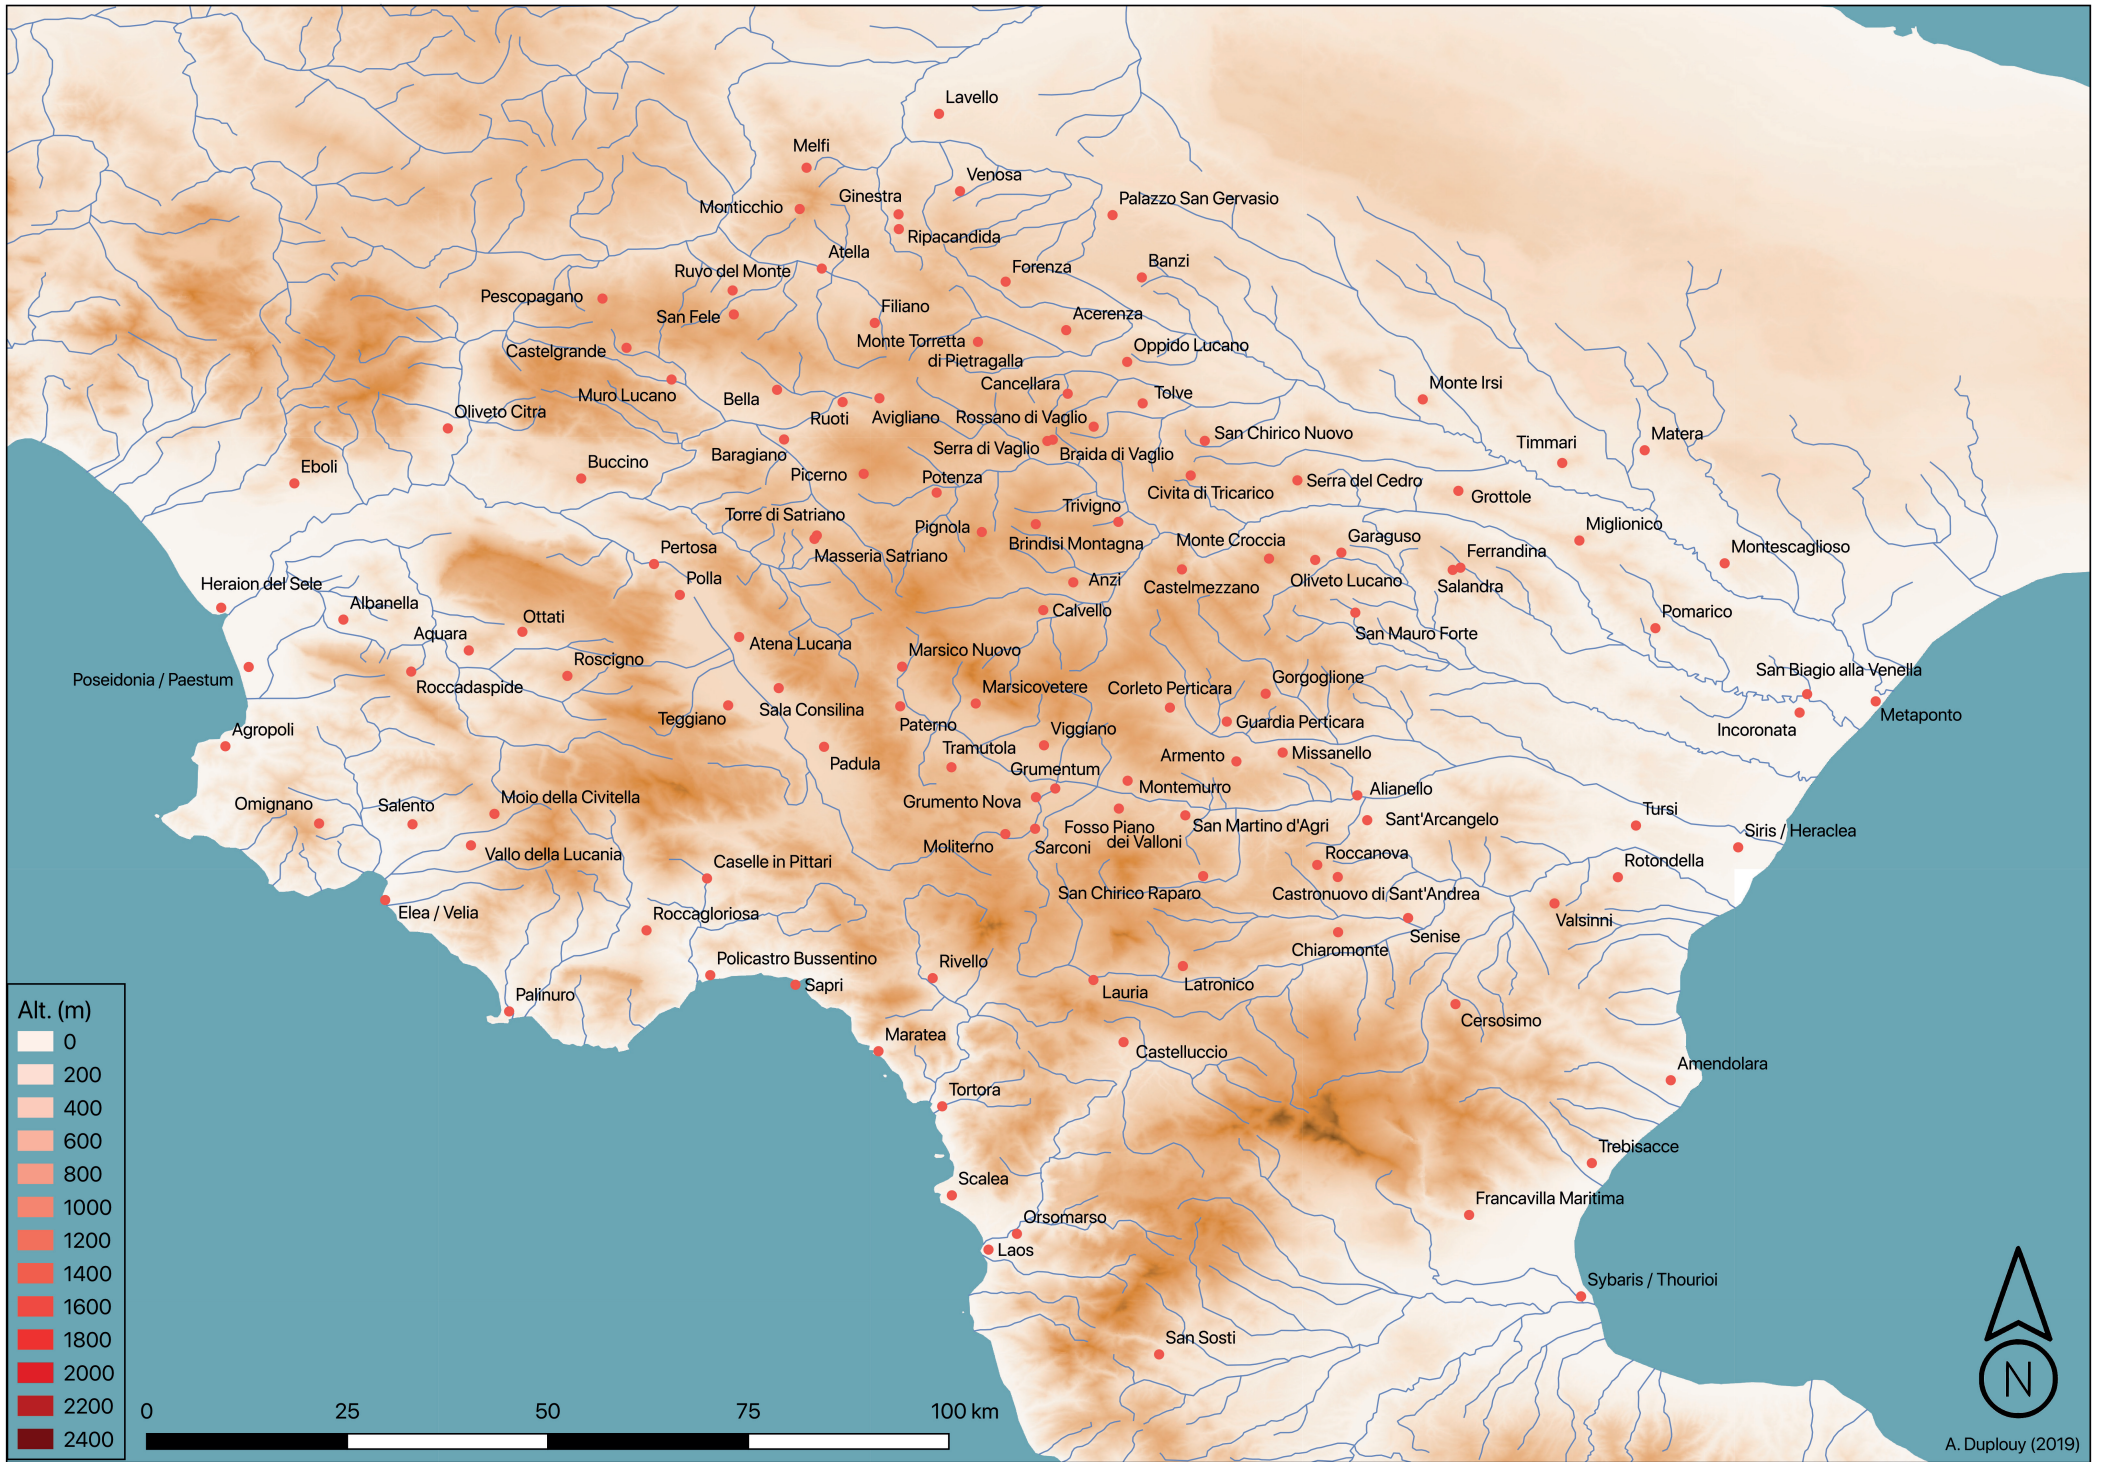 Lavello
Melfi
Venosa
Ginestra
Palazzo San Gervasio
Monticchio
Ripacandida
Atella
Banzi
Forenza
Ruvo del Monte
Pescopagano
Filiano
San Fele
Acerenza
Monte Torretta
di Pietragalla
Oppido Lucano
Castelgrande
Cancellara
Monte Irsi
Tolve
Muro Lucano
Bella
Oliveto Citra
Ruoti
Avigliano
Rossano di Vaglio
San Chirico Nuovo
Matera
Timmari
Serra di Vaglio
Braida di Vaglio
Baragiano
Buccino
Eboli
Picerno
Potenza
Serra del Cedro
Civita di Tricarico
Grottole
Trivigno
Torre di Satriano
Pignola
Miglionico
Brindisi Montagna
Monte Croccia
Garaguso
Pertosa
Masseria Satriano
Ferrandina
Montescaglioso
Polla
Anzi
Castelmezzano
Oliveto Lucano
Salandra
Heraion del Sele
Albanella
Calvello
Pomarico
Ottati
Aquara
San Mauro Forte
Atena Lucana
Marsico Nuovo
Roscigno
San Biagio alla Venella
Poseidonia / Paestum
Roccadaspide
Marsicovetere
Corleto Perticara
Gorgoglione
Sala Consilina
Teggiano
Paterno
Guardia Perticara
Metaponto
Agropoli
Viggiano
Incoronata
Tramutola
Armento
Missanello
Padula
Grumentum
Montemurro
Alianello
Omignano
Salento
Moio della Civitella
Grumento Nova
Tursi
Fosso Piano
dei Valloni
San Martino d'Agri
Sant'Arcangelo
Siris / Heraclea
Moliterno
Sarconi
Vallo della Lucania
Roccanova
Rotondella
Caselle in Pittari
San Chirico Raparo
Castronuovo di Sant'Andrea
Elea / Velia
Roccagloriosa
Valsinni
Senise
Chiaromonte
Policastro Bussentino
Rivello
Sapri
Latronico
Lauria
Palinuro
Cersosimo
Maratea
Castelluccio
Amendolara
Tortora
Trebisacce
Scalea
Francavilla Maritima
Orsomarso
Laos
Sybaris / Thourioi
San Sosti
Alt. (m)
0
200
400
600
800
1000
1200
1400
1600
1800
2000
2200
2400
0 25 50 75 100 km
N
A. Duplouy (2019)